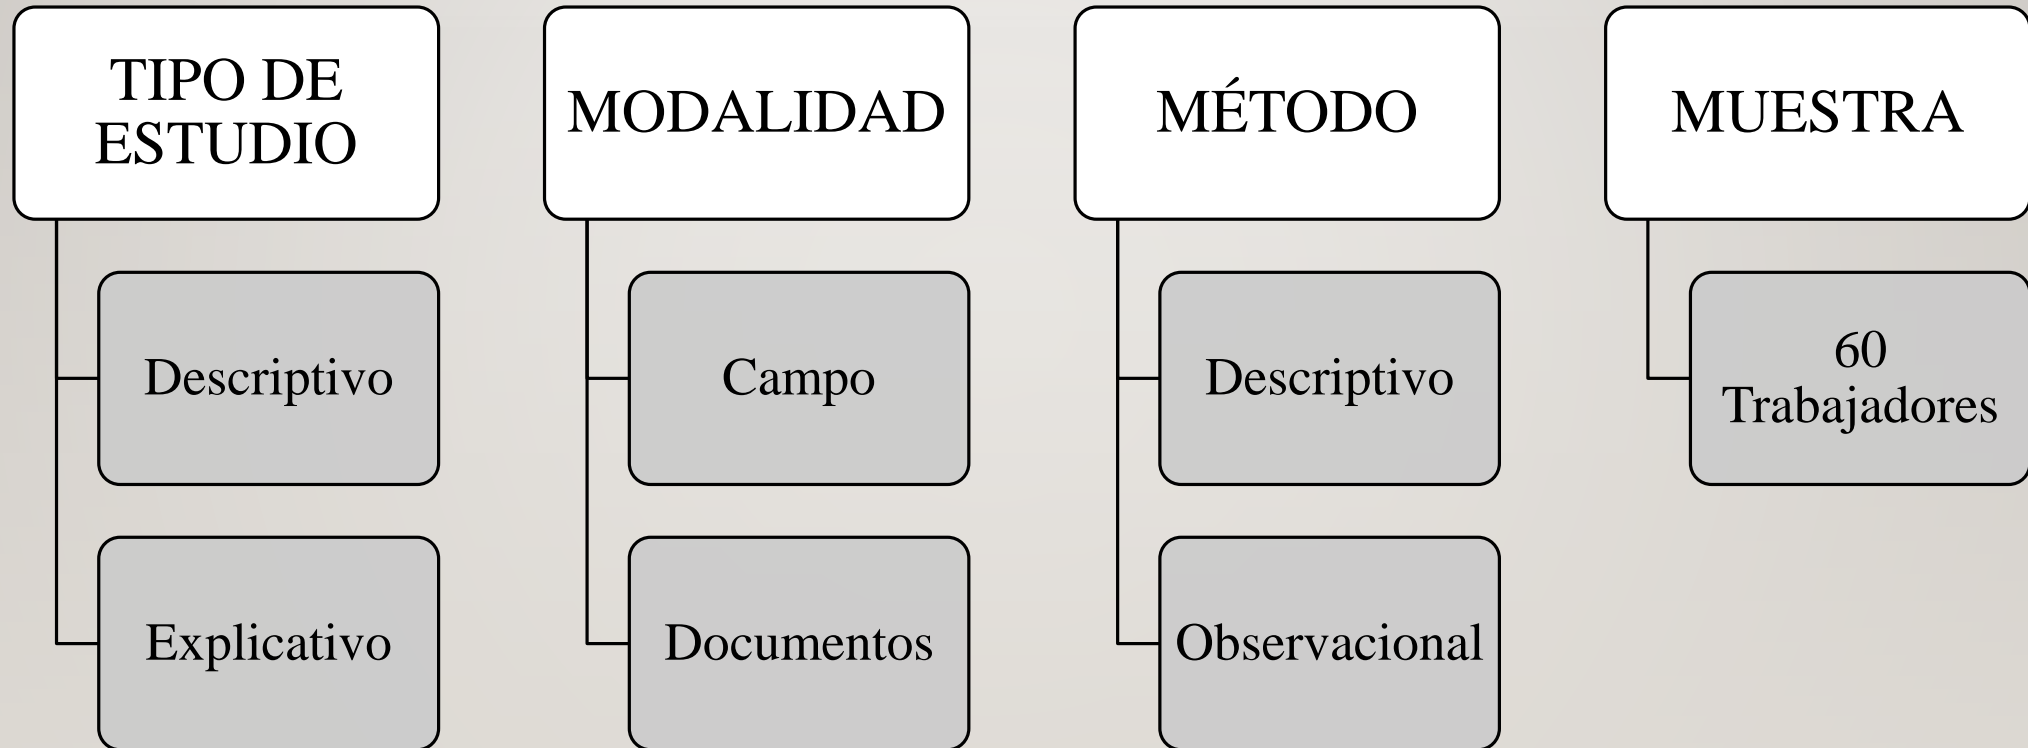 TIPO DE
ESTUDIO
Descriptivo
Explicativo
MODALIDAD
Campo
Documentos
MÉTODO
Descriptivo
Observacional
MUESTRA
60
Trabajadores